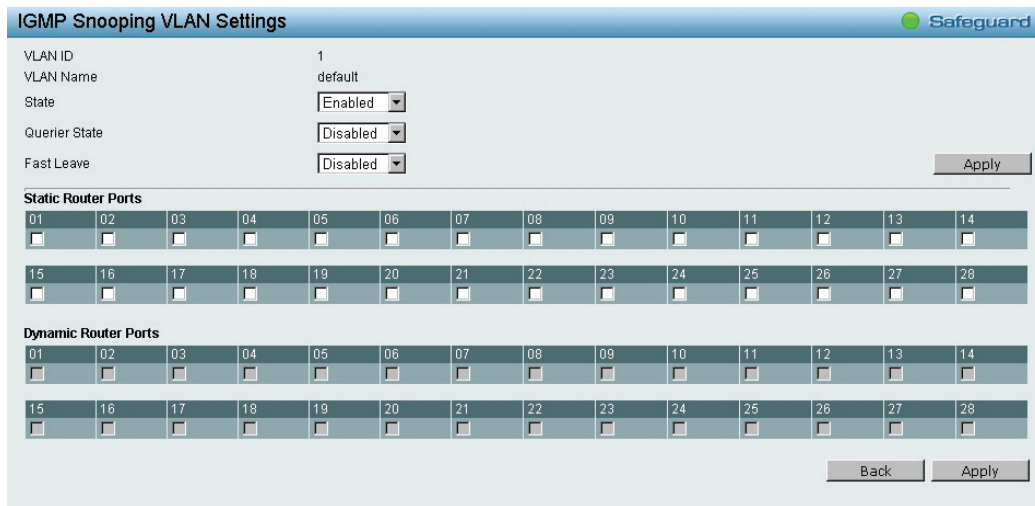 IGMP Snooping VLAN Settings
Safeguard
VLAN ID 1
VLAN Name default
State Enabled
Querier State Disabled
Fast Leave Disabled Apply
Static Router Ports
01 02 03 04 05 06 07 08 09 10 11 12 13 14
15 16 17 18 19 20 21 22 23 24 25 26 27 28
Dynamic Router Ports
01 02 03 04 05 06 07 08 09 10 11 12 13 14
15 16 17 18 19 20 21 22 23 24 25 26 27 28
Back Apply